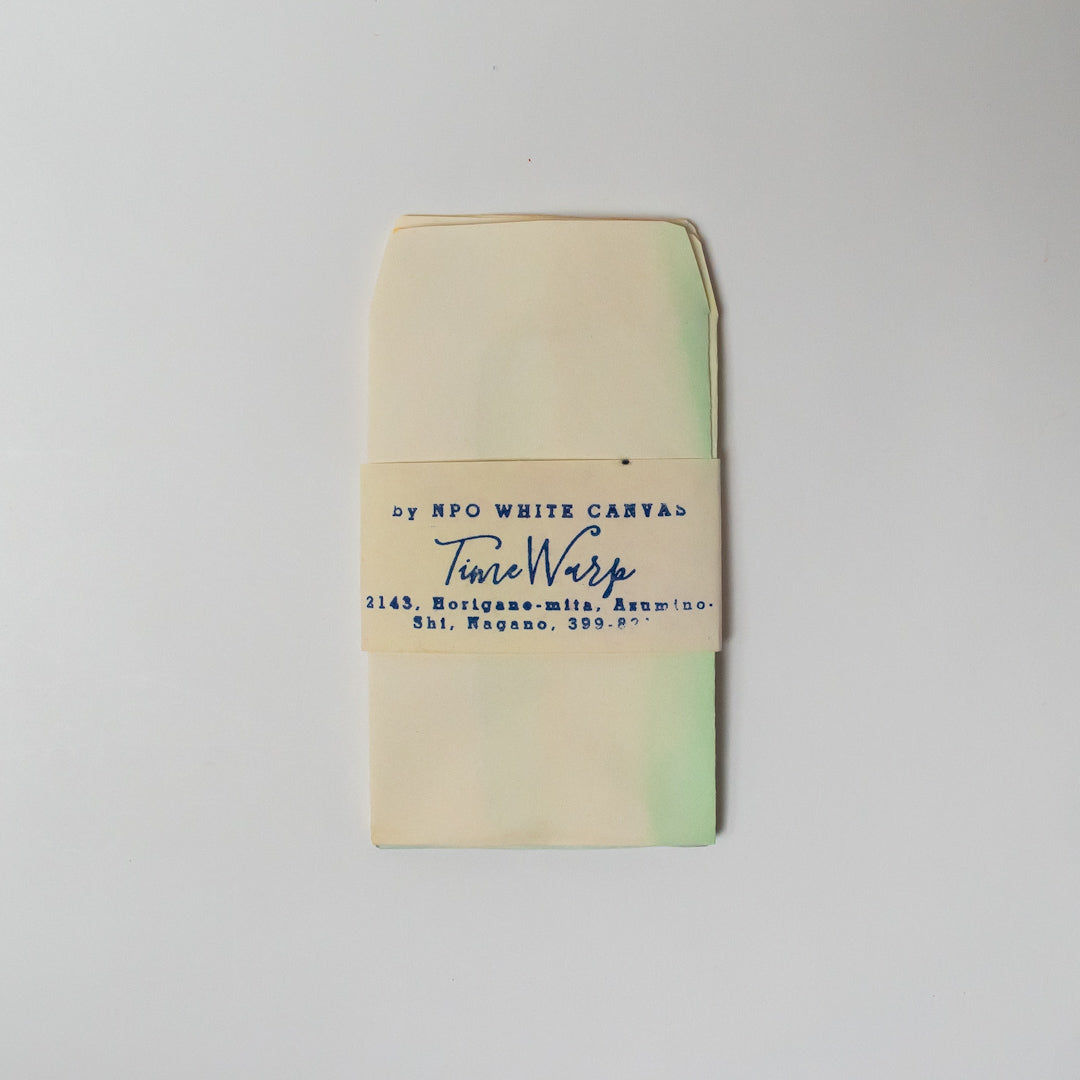 by NPO WHITE CANVAS
TimeWarp
2143, Horigane-mita, Azumino-
Shi, Nagano,